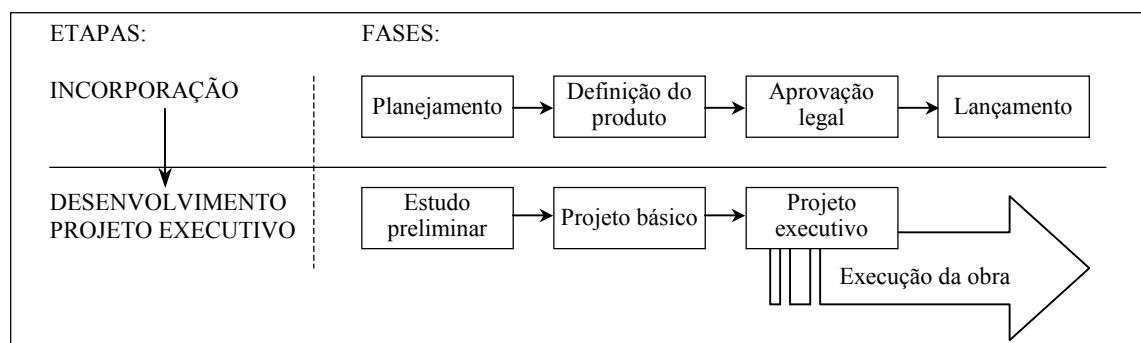 ETAPAS:
FASES:
INCORPORAÇÃO
Planejamento
Definição do
produto
Aprovação
legal
Lançamento
DESENVOLVIMENTO
PROJETO EXECUTIVO
Estudo
preliminar
Projeto básico
Projeto
executivo
Execução da obra